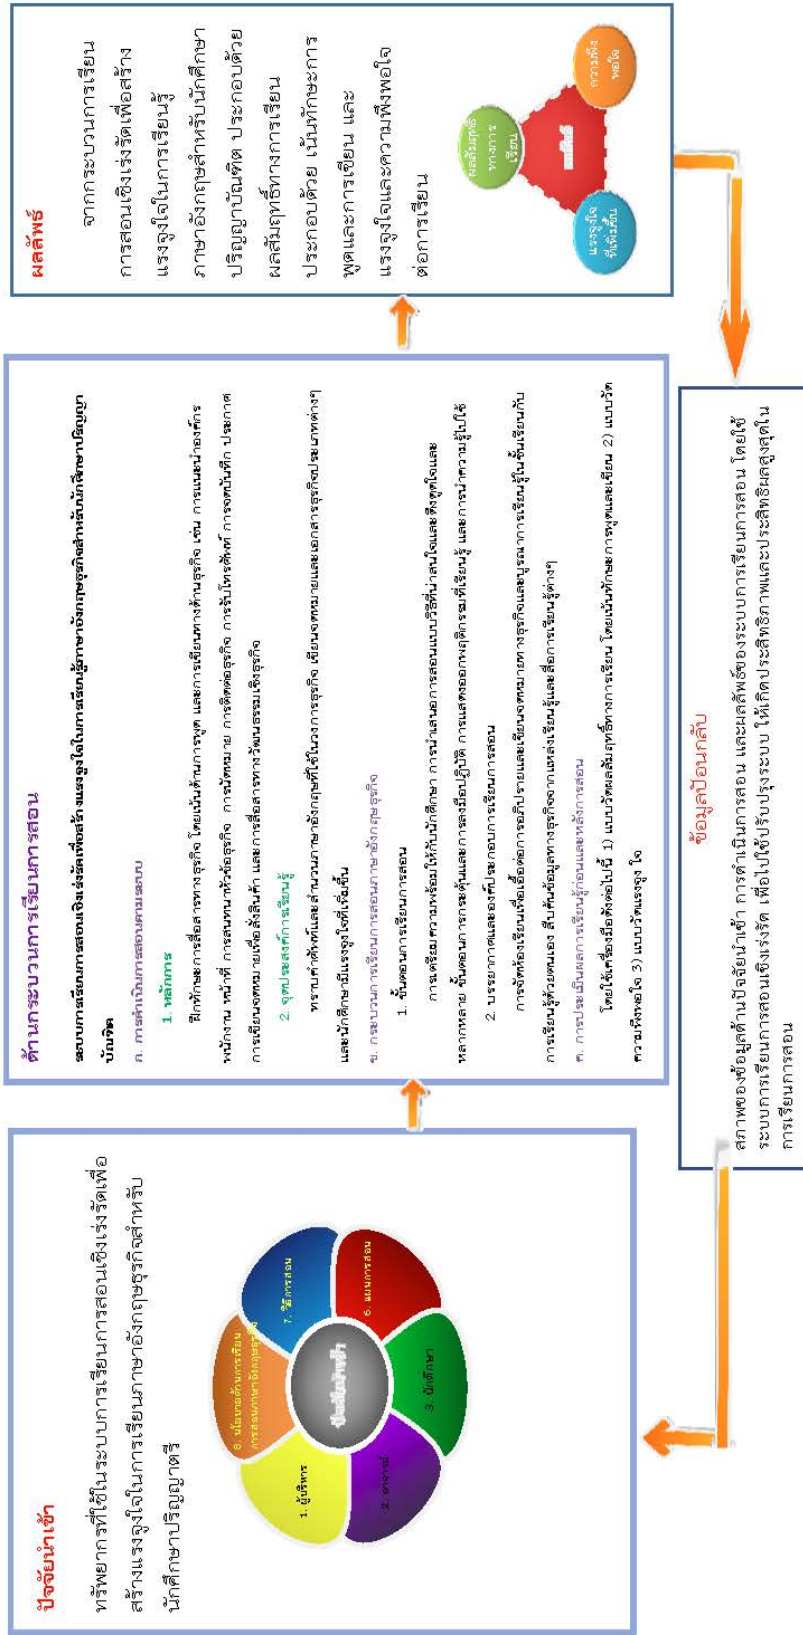 ปัจจัยนำเข้า
ทรัพยากรที่ใช้ในระบบการเรียนการสอนเชิงเร่งรัดเพื่อ
สร้างแรงจูงใจในการเรียนภาษาอังกฤษธุรกิจสำหรับ
นักศึกษาปริญญาตรี
8. นโยบายด้านการเรียน
การสอนภาษาอังกฤษธุรกิจ
7. วิธีการสอน
6. แผนการสอน
3. นักศึกษา
2. อาจารย์
1. ผู้บริหาร
ปัจจัยนำเข้า
ด้านกระบวนการเรียนการสอน
ระบบการเรียนการสอนเชิงเร่งรัดเพื่อสร้างแรงจูงใจในการเรียนรู้ภาษาอังกฤษธุรกิจสำหรับนักศึกษาปริญญา
บัณฑิต
ก. การดำเนินการสอนตามระบบ
1. หลักการ
ฝึกทักษะการสื่อสารทางธุรกิจ โดยเน้นด้านการพูด และการเขียนทางด้านธุรกิจ เช่น การแนะนำองค์กร
พนักงาน หน้าที่ การสนทนาหัวข้อธุรกิจ การนัดหมาย การติดต่อธุรกิจ การรับโทรศัพท์ การจดบันทึก ประกาศ
การเขียนจดหมายเพื่อสั่งสินค้า และการสื่อสารทางวัฒนธรรมเชิงธุรกิจ
2. จุดประสงค์การเรียนรู้
ทราบคำศัพท์และสำนวนภาษาอังกฤษที่ใช้ในวงการธุรกิจ เขียนจดหมายและเอกสารธุรกิจประเภทต่างๆ
และนักศึกษามีแรงจูงใจที่เพิ่มขึ้น
ข. กระบวนการเรียนการสอนภาษาอังกฤษธุรกิจ
1. ขั้นตอนการเรียนการสอน
การเตรียมความพร้อมให้กับนักศึกษา การนำเสนอการสอนแบบวิธีที่น่าสนใจและดึงดูดใจและ
หลากหลาย ขั้นตอนการกระตุ้นและการลงมือปฏิบัติ การแสดงออกพฤติกรรมที่เรียนรู้ และการนำความรู้ไปใช้
2. บรรยากาศและองค์ประกอบการเรียนการสอน
การจัดห้องเรียนเพื่อเอื้อต่อการอภิปรายและเขียนจดหมายทางธุรกิจและบูรณาการเรียนรู้ในชั้นเรียนกับ
การเรียนรู้ด้วยตนเอง สืบค้นข้อมูลทางธุรกิจจากแหล่งเรียนรู้และสื่อการเรียนรู้ต่างๆ
ค. การประเมินผลการเรียนรู้ก่อนและหลังการสอน
โดยใช้เครื่องมือดังต่อไปนี้ 1) แบบวัดผลสัมฤทธิ์ทางการเรียน โดยเน้นทักษะการพูดและเขียน 2) แบบวัด
ความพึงพอใจ 3) แบบวัดแรงจูงใจ
ผลลัพธ์
จากกระบวนการเรียน
การสอนเชิงเร่งรัดเพื่อสร้าง
แรงจูงใจในการเรียนรู้
ภาษาอังกฤษสำหรับนักศึกษา
ปริญญาบัณฑิต ประกอบด้วย
ผลสัมฤทธิ์ทางการเรียน
ประกอบด้วย เน้นทักษะการ
พูดและการเขียน และ
แรงจูงใจและความพึงพอใจ
ต่อการเรียน
ผลสัมฤทธิ์
ทางการ
เรียน
ผลลัพธ์
แรงจูงใจ
ที่เพิ่มขึ้น
ความพึง
พอใจ
ข้อมูลป้อนกลับ
สภาพของข้อมูลด้านปัจจัยนำเข้า การดำเนินการสอน และผลลัพธ์ของระบบการเรียนการสอน โดยใช้
ระบบการเรียนการสอนเชิงเร่งรัด เพื่อไปใช้ปรับปรุงระบบ ให้เกิดประสิทธิภาพและประสิทธิผลสูงสุดใน
การเรียนการสอน